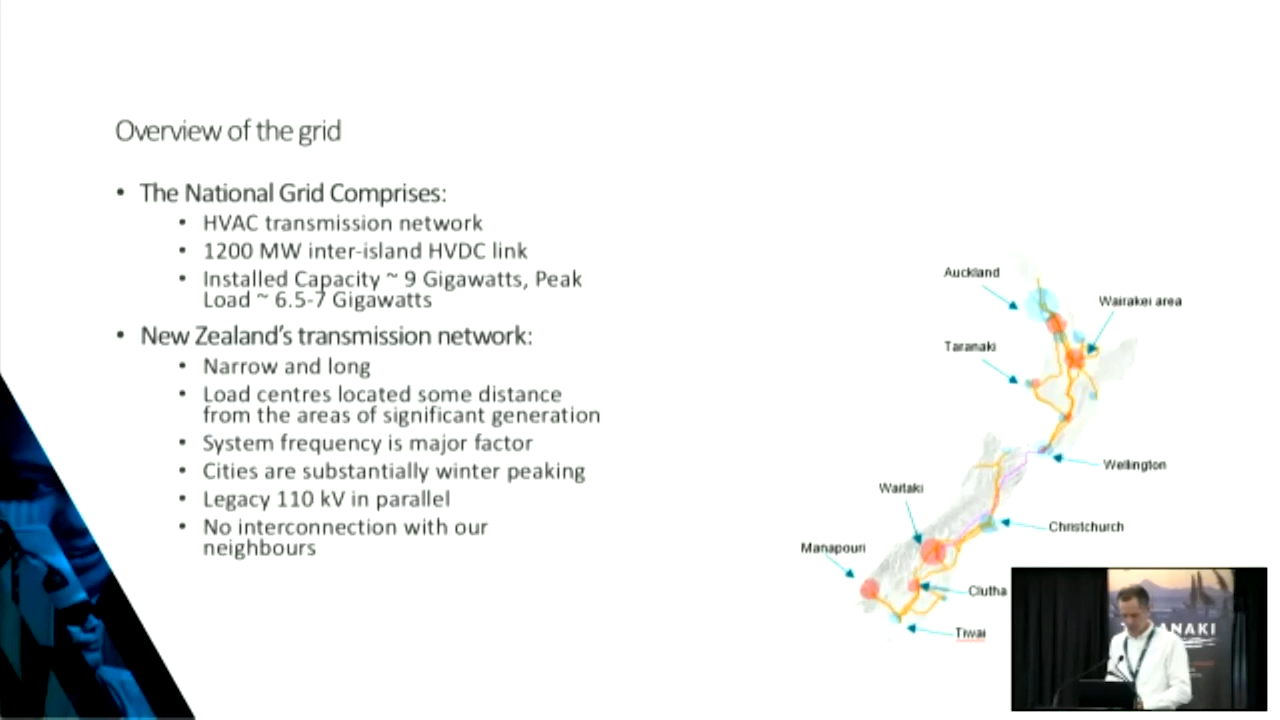 Overview of the grid
• The National Grid Comprises:
• HVAC transmission network
• 1200 MW inter-island HVDC link
• Installed Capacity ~ 9 Gigawatts, Peak
Load ~ 6.5-7 Gigawatts
• New Zealand's transmission network:
• Narrow and long
• Load centres located some distance
from the areas of significant generation
• System frequency is major factor
• Cities are substantially winter peaking
• Legacy 110 kV in parallel
• No interconnection with our
neighbours
Auckland
Wairakei area
Taranaki
Wellington
Waitaki
Christchurch
Manapouri
Clutha
Tiwai
ANAKI